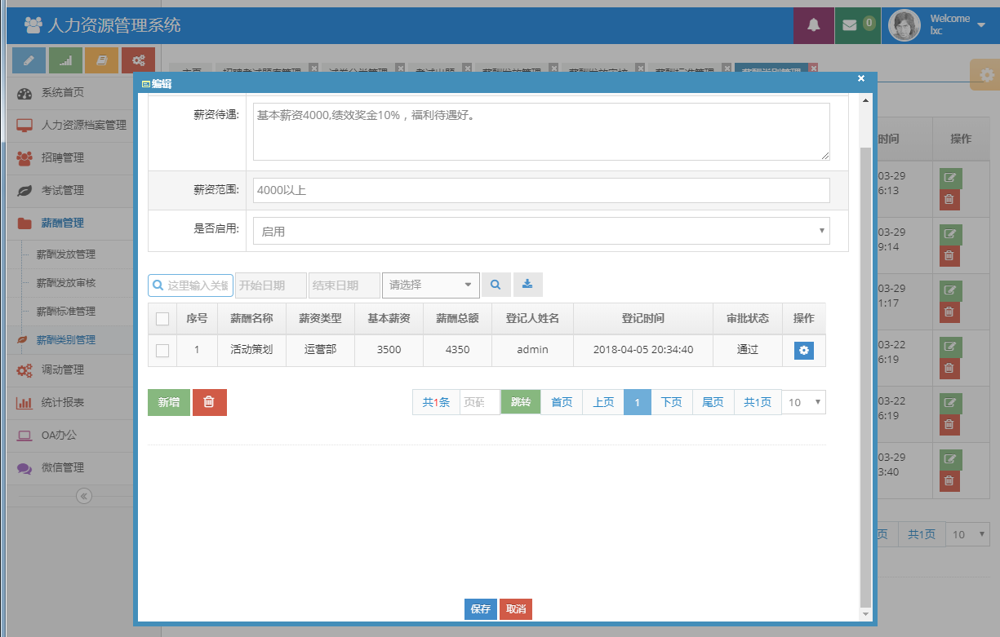 人力资源管理系统
0
Welcome
lxc
编辑
系统首页
人力资源档案管理
招聘管理
考试管理
薪酬管理
薪酬发放管理
薪酬发放审核
薪酬标准管理
薪酬类别管理
调动管理
统计报表
OA办公
微信管理
薪资待遇:
基本薪资4000,绩效奖金10%，福利待遇好。
薪资范围:
4000以上
是否启用:
启用
这里输入关键
开始日期
结束日期
请选择
序号 薪酬名称 薪资类型 基本薪资 薪酬总额 登记人姓名 登记时间 审批状态 操作
1 活动策划 运营部 3500 4350 admin 2018-04-05 20:34:40 通过
新增
共1条 页码 跳转 首页 上页 1 下页 尾页 共1页 10
保存 取消
时间 操作
03-29
6:13
03-29
9:14
03-29
1:17
03-22
6:19
03-22
6:19
03-29
3:40
页 共1页 10